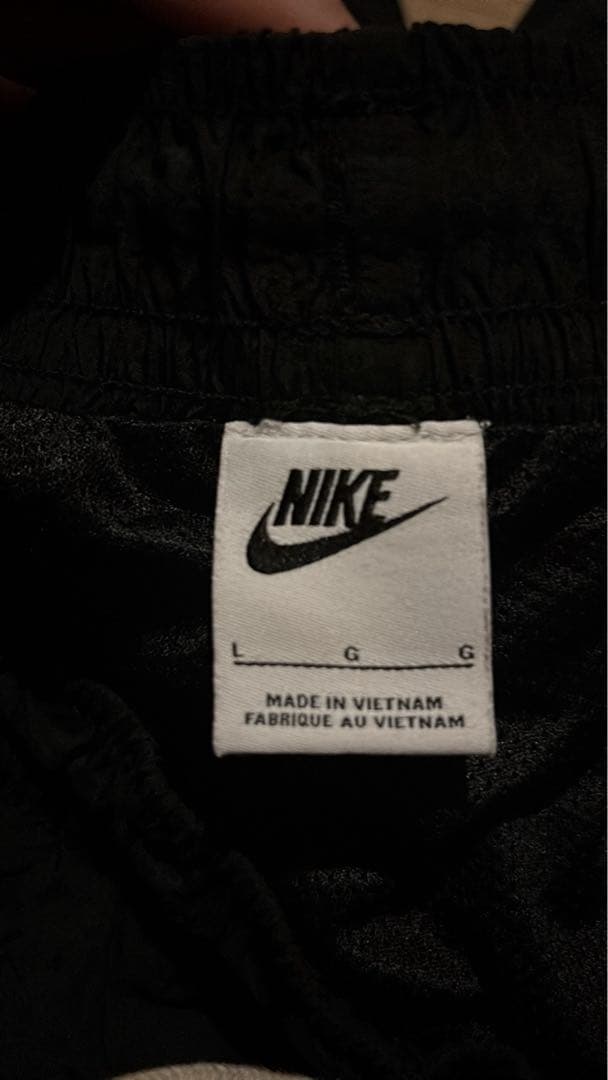 NIKE
L G G
MADE IN VIETNAM
FABRIQUE AU VIETNAM